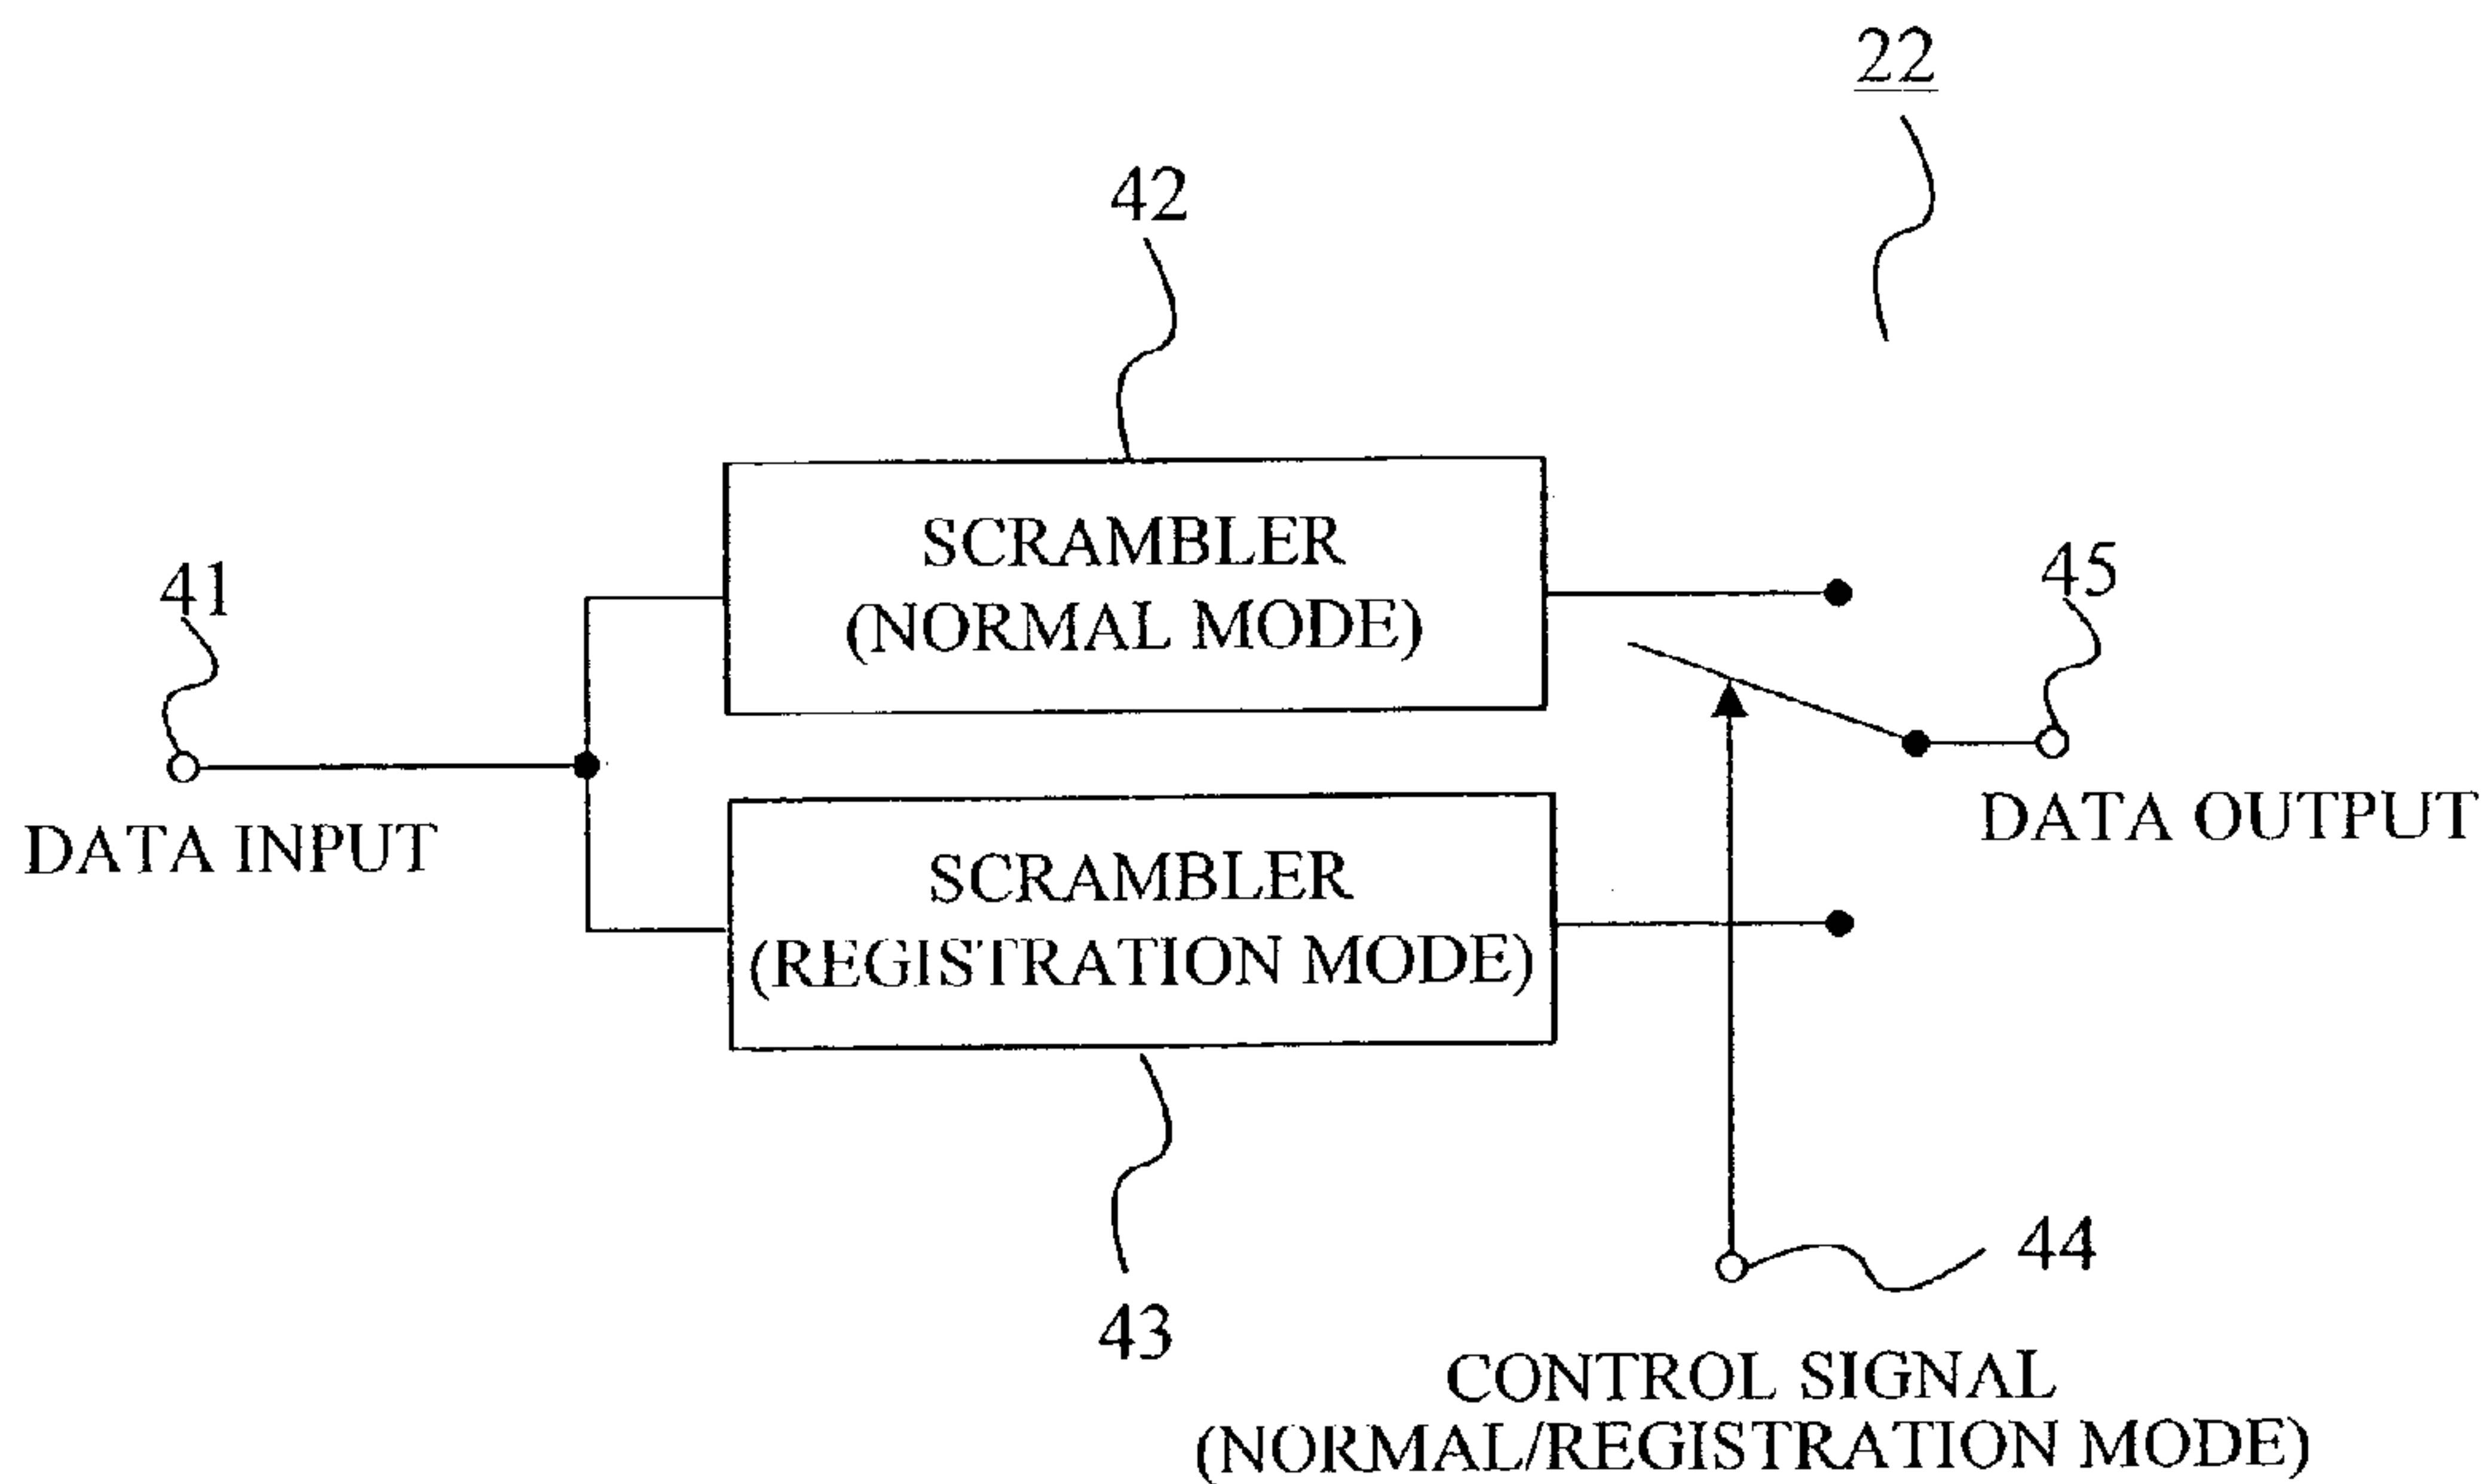 22
42
SCRAMBLER
(NORMAL MODE)
41
45
DATA INPUT
DATA OUTPUT
SCRAMBLER
(REGISTRATION MODE)
44
43
CONTROL SIGNAL
(NORMAL/REGISTRATION MODE)